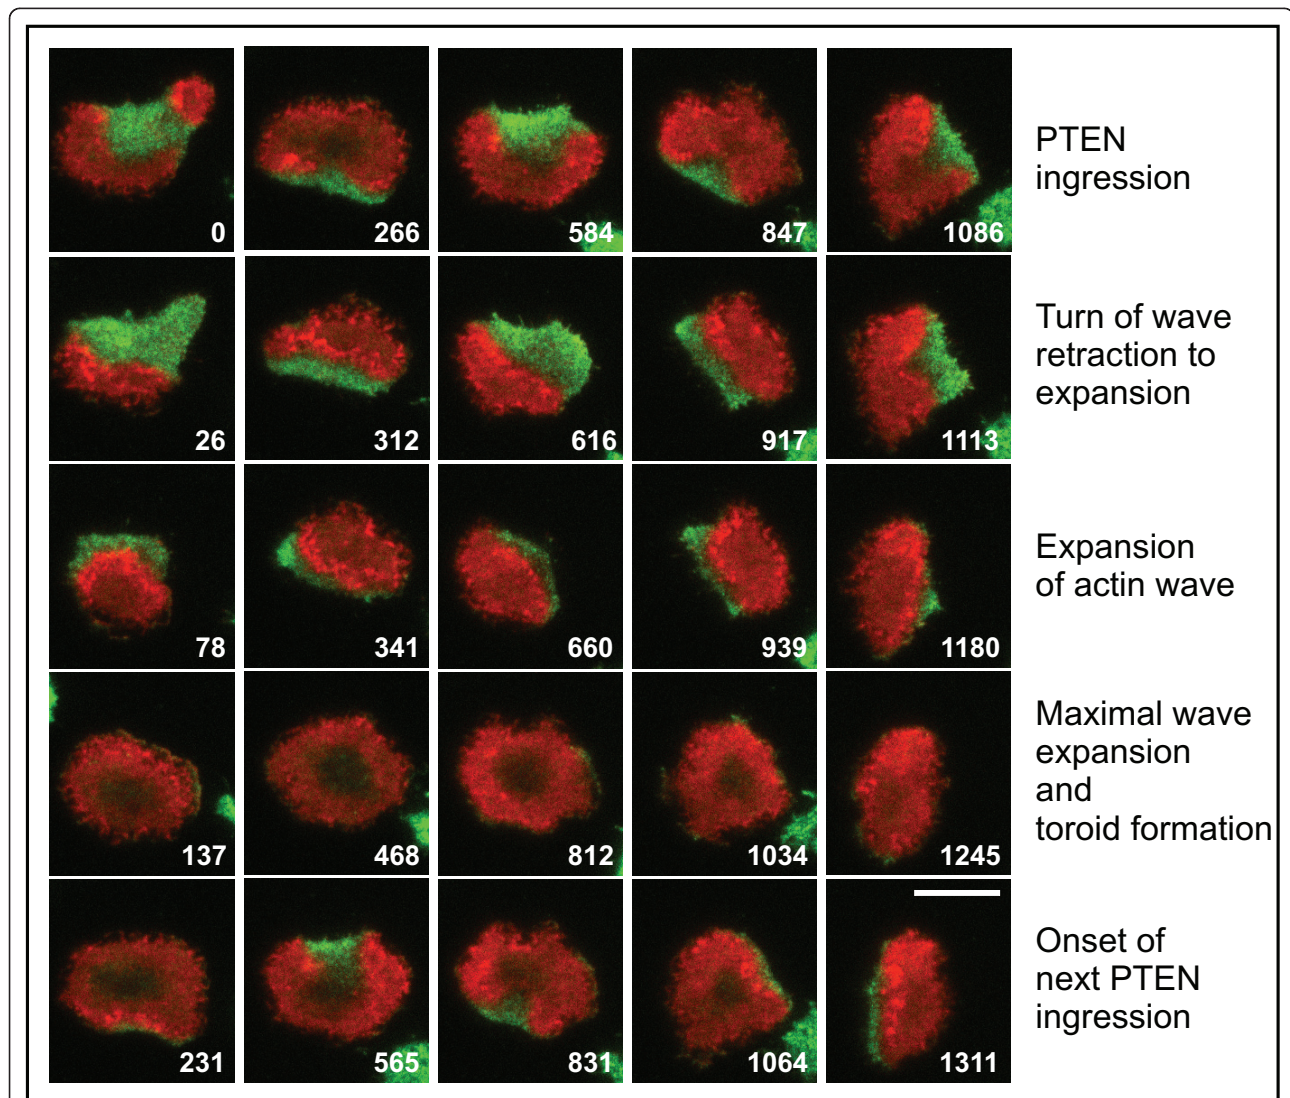 0 266 584 847 1086
PTEN
ingression
26 312 616 917 1113
Turn of wave
retraction to
expansion
78 341 660 939 1180
Expansion
of actin wave
137 468 812 1034 1245
Maximal wave
expansion
and
toroid formation
231 565 831 1064 1311
Onset of
next PTEN
ingression